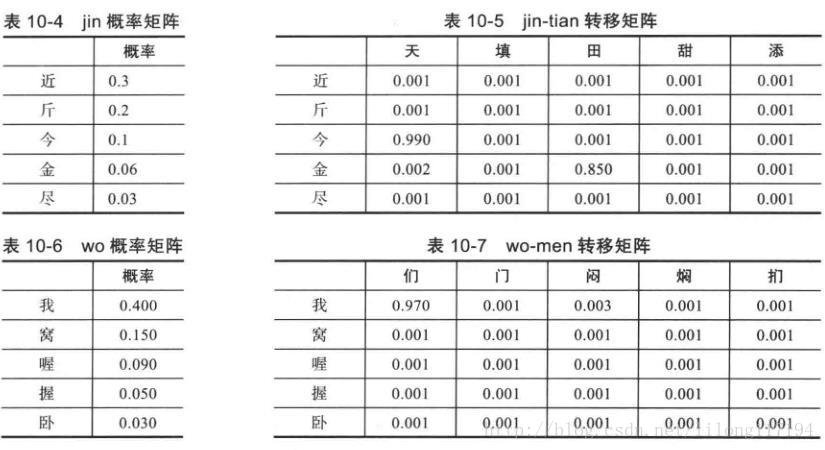 表 10-4 jin 概率矩阵
概率
近 0.3
斤 0.2
今 0.1
金 0.06
尽 0.03
表 10-5 jin-tian 转移矩阵
天 填 田 甜 添
近 0.001 0.001 0.001 0.001 0.001
斤 0.001 0.001 0.001 0.001 0.001
今 0.990 0.001 0.001 0.001 0.001
金 0.002 0.001 0.850 0.001 0.001
尽 0.001 0.001 0.001 0.001 0.001
表 10-6 wo 概率矩阵
概率
我 0.400
窝 0.150
喔 0.090
握 0.050
卧 0.030
表 10-7 wo-men 转移矩阵
们 门 闷 焖 扪
我 0.970 0.001 0.003 0.001 0.001
窝 0.001 0.001 0.001 0.001 0.001
喔 0.001 0.001 0.001 0.001 0.001
握 0.001 0.001 0.001 0.001 0.001
卧 0.001 0.001 0.001 0.001 0.001